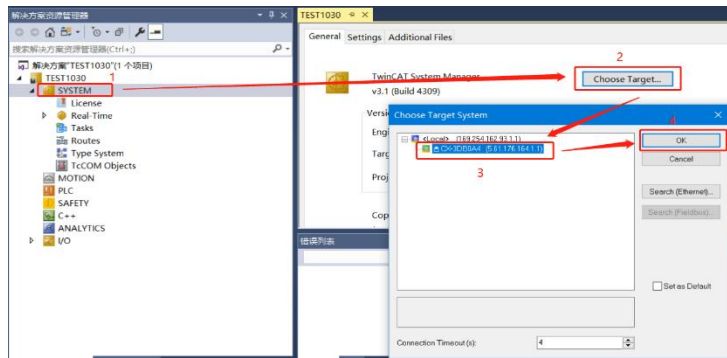 解决方案资源管理器
搜索解决方案资源管理器(Ctrl+;)
解决方案"TEST1030"(1 个项目)
TEST1030
SYSTEM
1
License
Real-Time
Tasks
Routes
Type System
TcCOM Objects
MOTION
PLC
SAFETY
C++
ANALYTICS
I/O
TEST1030
General Settings Additional Files
TwinCAT System Manager
v3.1 (Build 4309)
2
Choose Target...
Versi
Engi
Targ
Proj
Cop
错误列表
Choose Target System
<Local> (169.254.162.93.1.1)
CX-3DB8A4 (5.61.176.164.1.1)
3
4
OK
Cancel
Search (Ethernet)...
Search (Fieldbus)...
Set as Default
Connection Timeout (s):
4